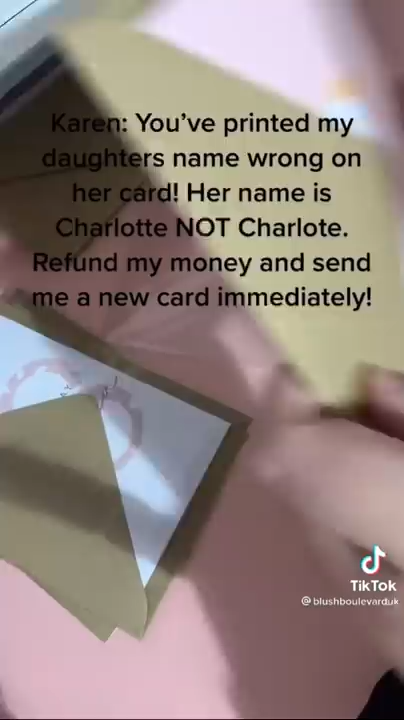 Karen: You've printed my
daughters name wrong on
her card! Her name is
Charlotte NOT Charlote.
Refund my money and send
me a new card immediately!
TikTok
@blushboulevarduk